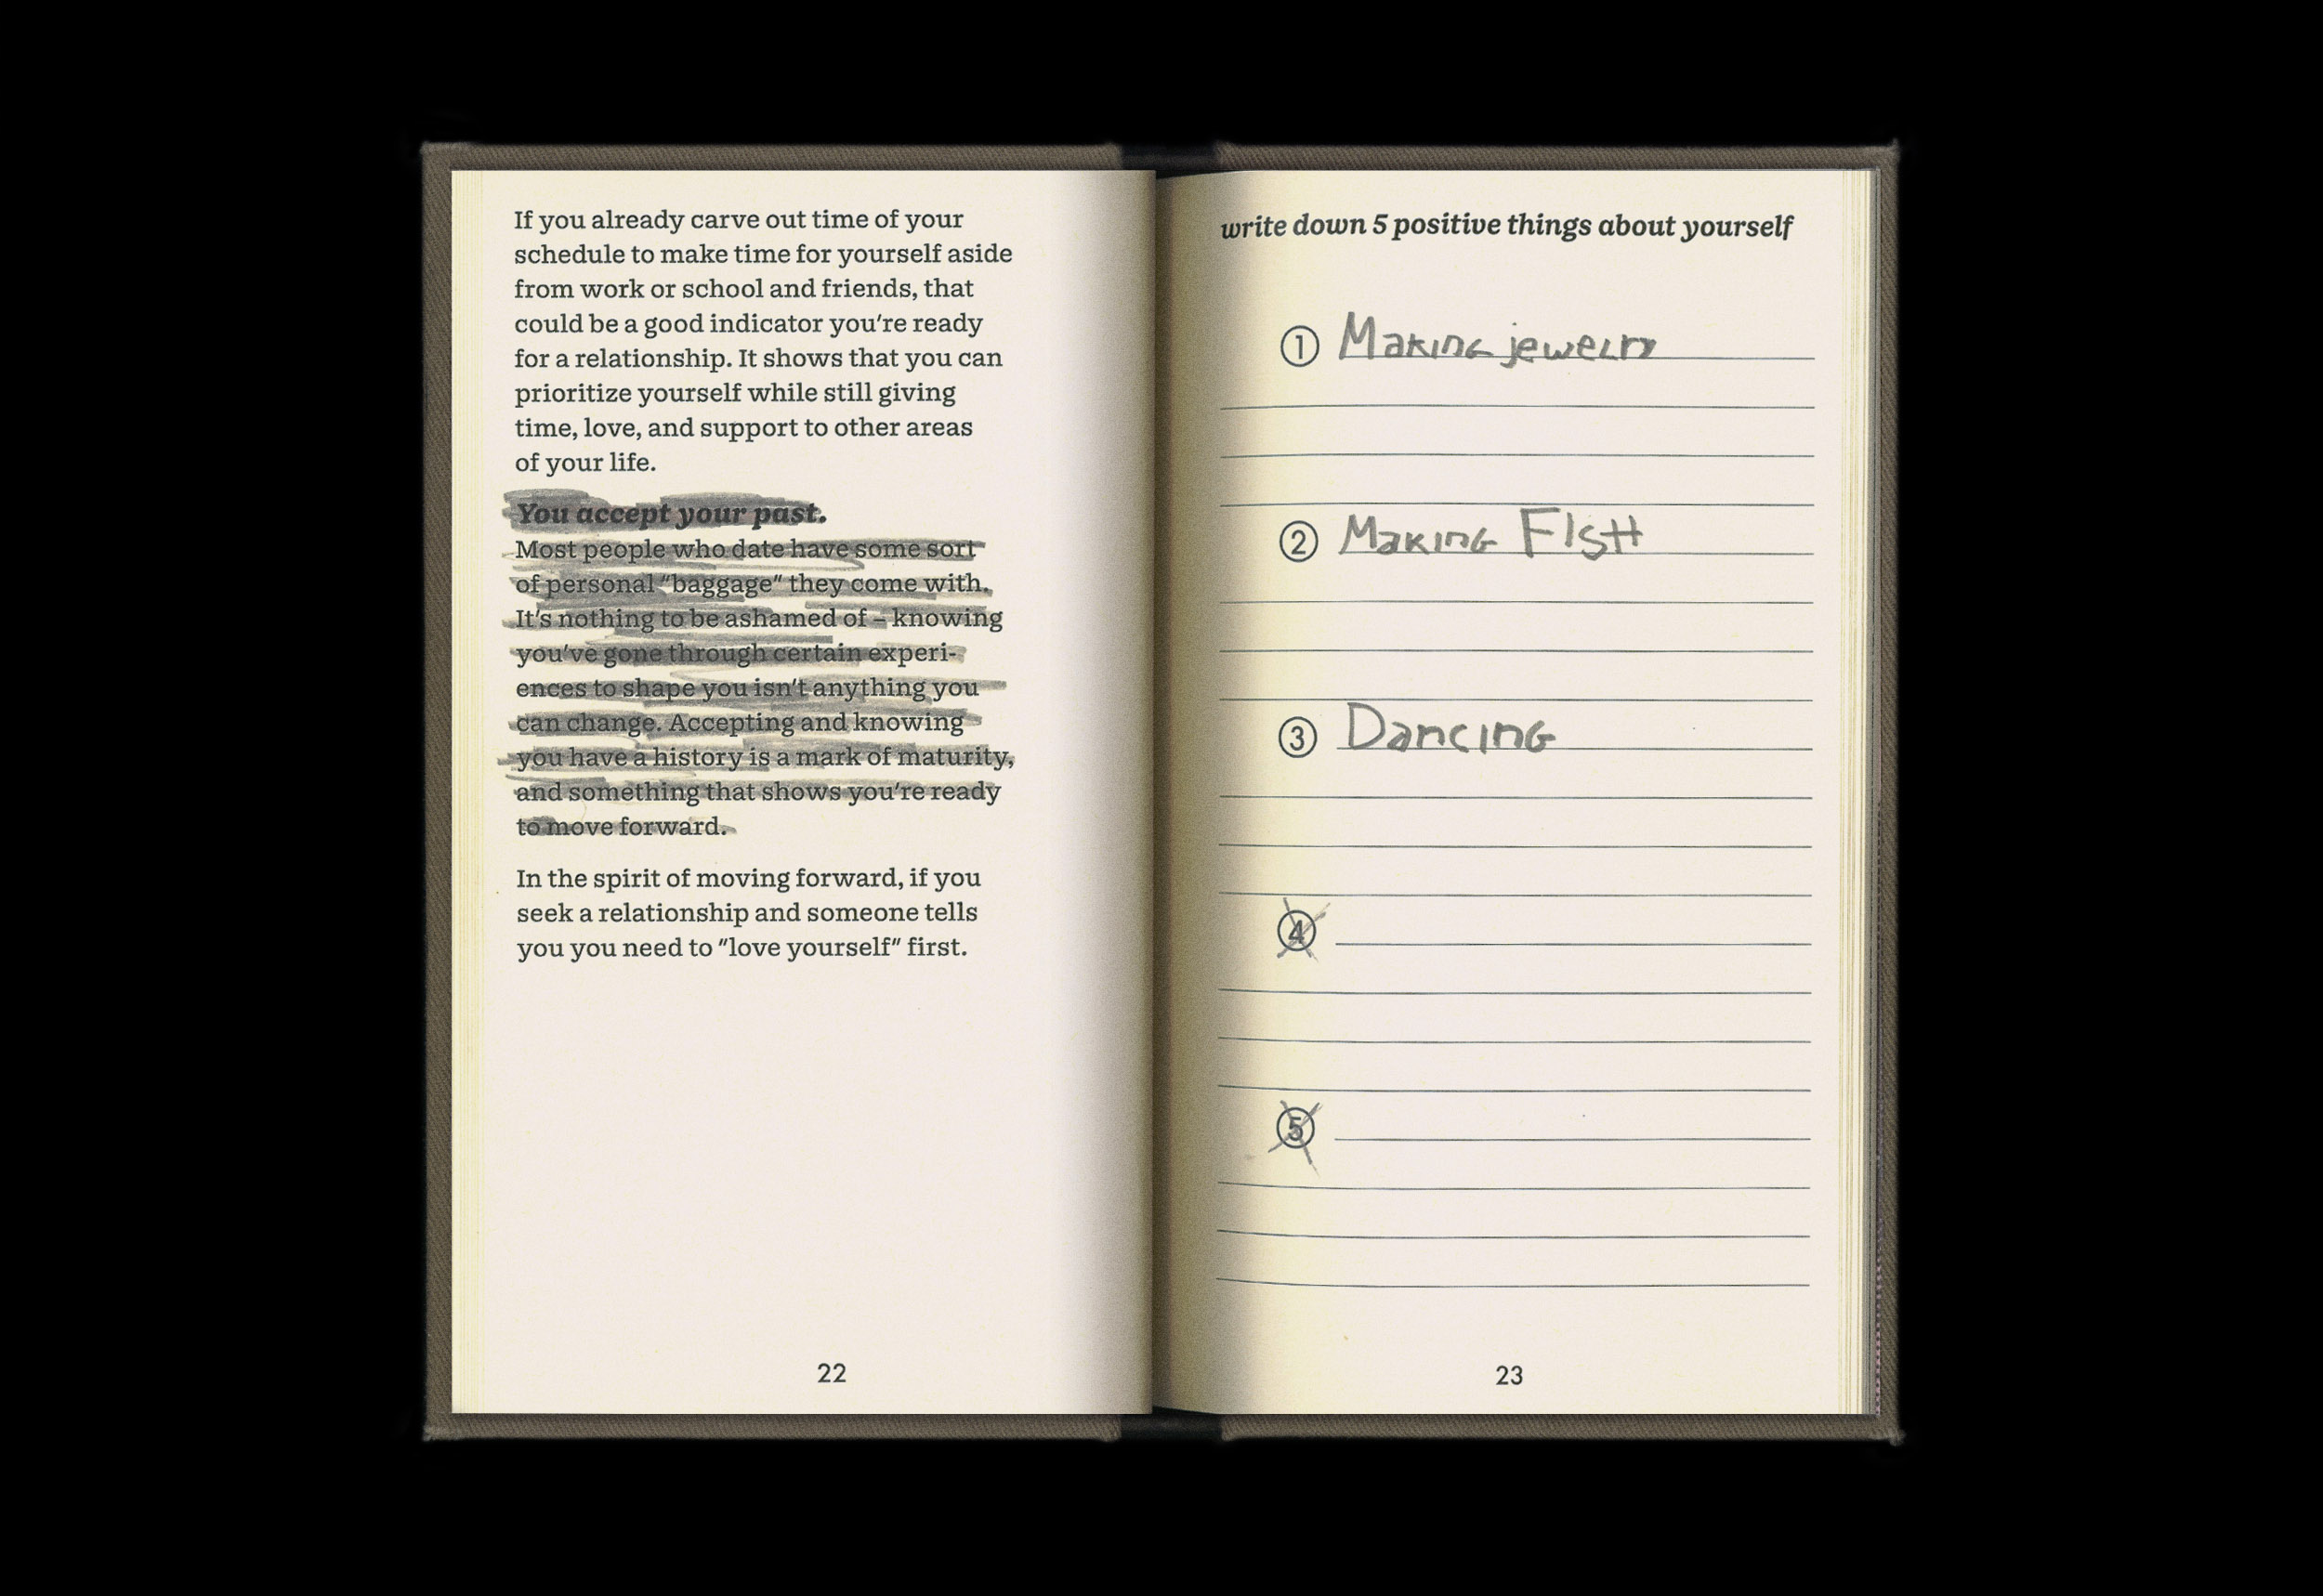 If you already carve out time of your
schedule to make time for yourself aside
from work or school and friends, that
could be a good indicator you're ready
for a relationship. It shows that you can
prioritize yourself while still giving
time, love, and support to other areas
of your life.
You accept your past.
Most people who date have some sort
of personal "baggage" they come with.
It's nothing to be ashamed of – knowing
you've gone through certain experi-
ences to shape you isn't anything you
can change. Accepting and knowing
you have a history is a mark of maturity,
and something that shows you're ready
to move forward.
In the spirit of moving forward, if you
seek a relationship and someone tells
you you need to "love yourself" first.
22
write down 5 positive things about yourself
1 Making jewelry
2 Making FISH
3 Dancing
4
5
23